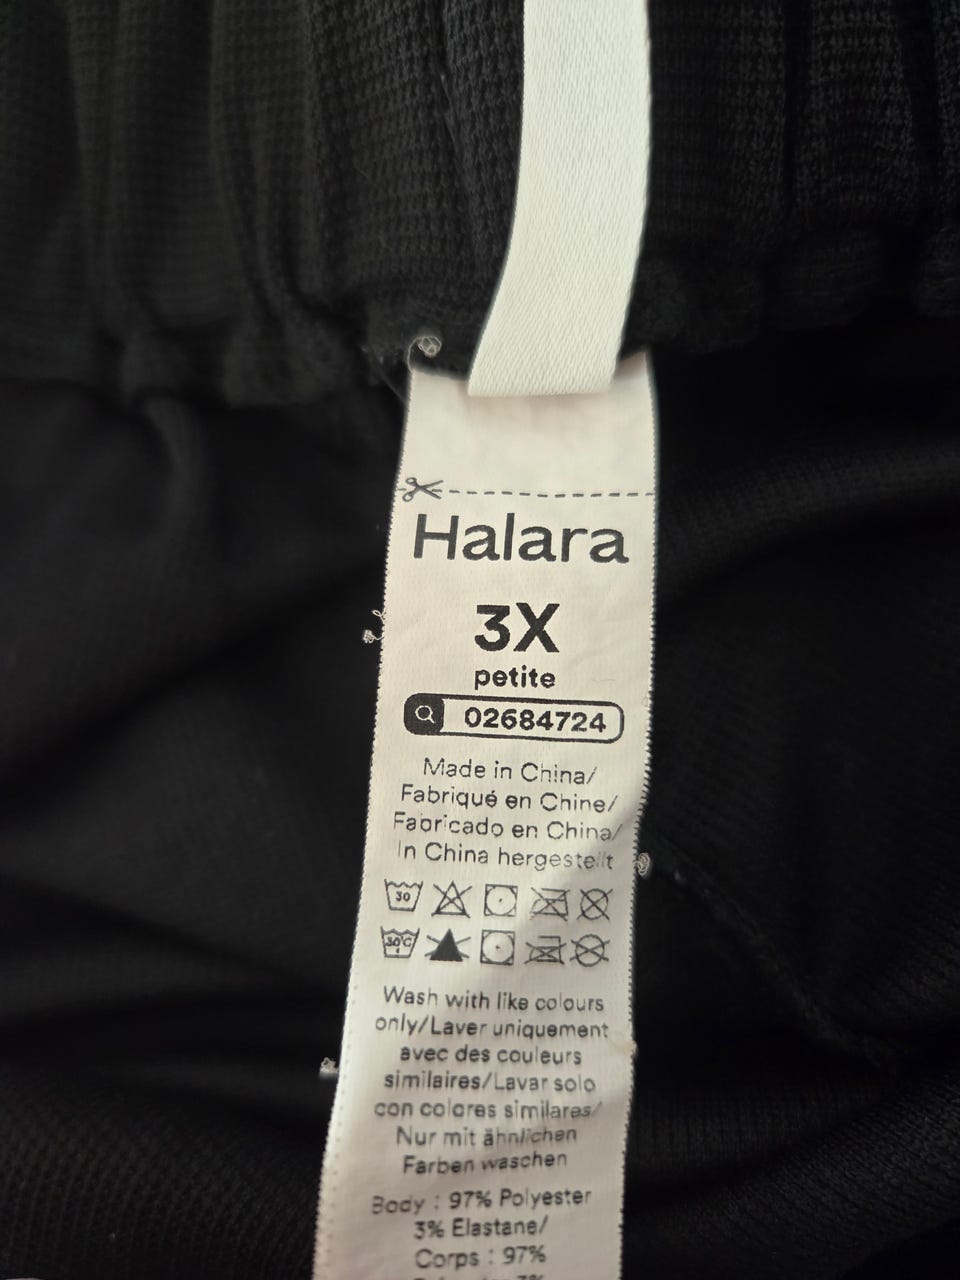 Halara
3X
petite
02684724
Made in China/
Fabriqué en Chine/
Fabricado en China/
In China hergestellt
30
30°C
Wash with like colours
only/Laver uniquement
avec des couleurs
similaires/Lavar solo
con colores similares/
Nur mit ähnlichen
Farben waschen
Body : 97% Polyester
3% Elastane/
Corps : 97%